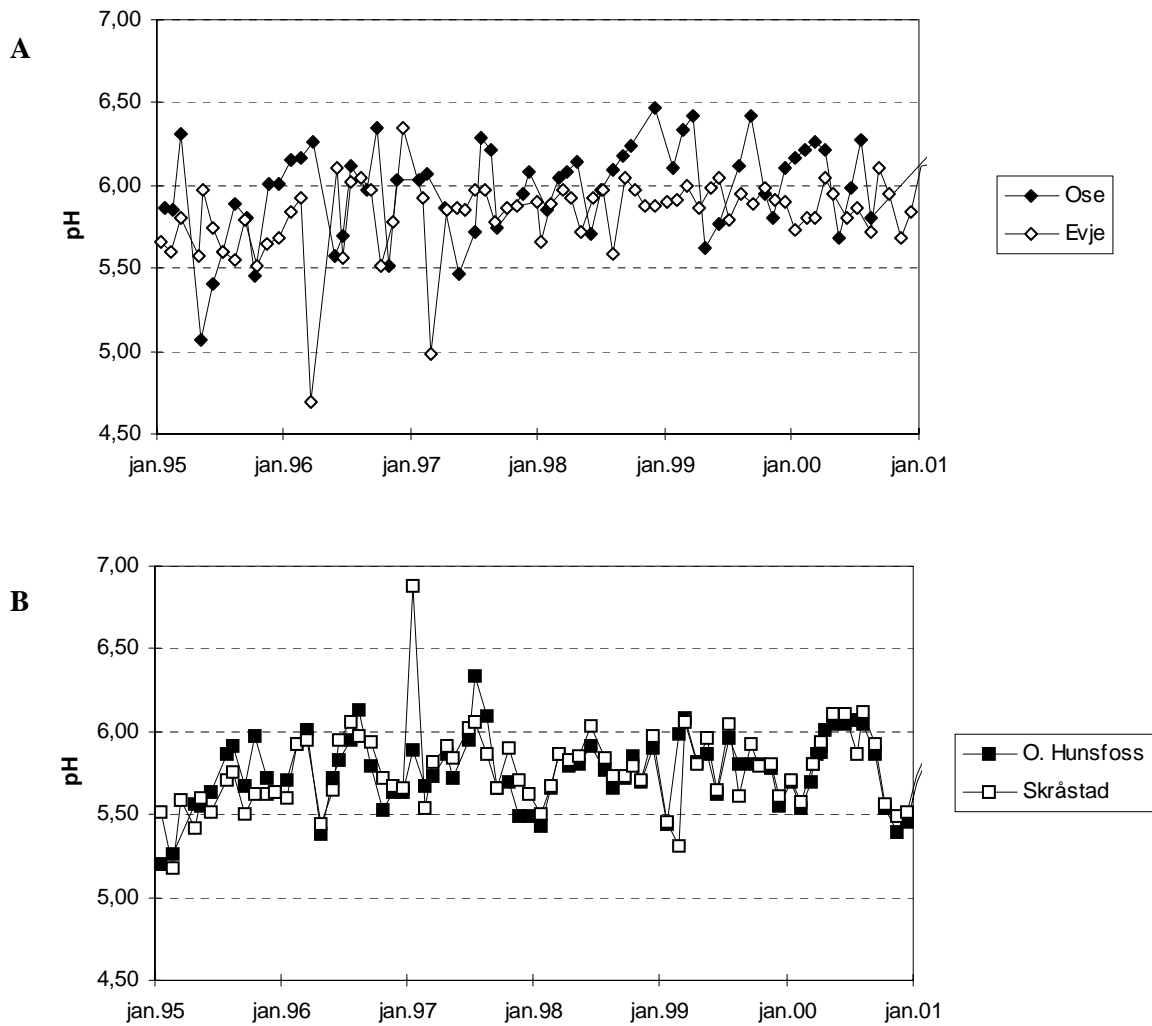 A
pH
7,00
6,50
6,00
5,50
5,00
4,50
jan.95 jan.96 jan.97 jan.98 jan.99 jan.00 jan.01
Ose
Evje
B
pH
7,00
6,50
6,00
5,50
5,00
4,50
jan.95 jan.96 jan.97 jan.98 jan.99 jan.00 jan.01
O. Hunsfoss
Skråstad